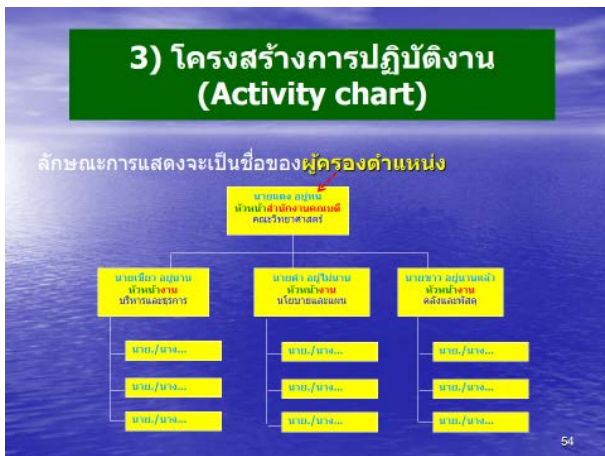 3) โครงสร้างการปฏิบัติงาน
(Activity chart)
ลักษณะการแสดงจะเป็นชื่อของผู้ครองตำแหน่ง
นายแดง อยู่ทน
หัวหน้าสำนักงานคณบดี
คณะวิทยาศาสตร์
นายเขียว อยู่นาน
หัวหน้างาน
บริหารและธุรการ
นายดำ อยู่ไม่นาน
หัวหน้างาน
นโยบายและแผน
นายขาว อยู่นานแล้ว
หัวหน้างาน
คลังและพัสดุ
นาย./นาง...
นาย./นาง...
นาย./นาง...
นาย./นาง...
นาย./นาง...
นาย./นาง...
นาย./นาง...
นาย./นาง...
นาย./นาง...
54